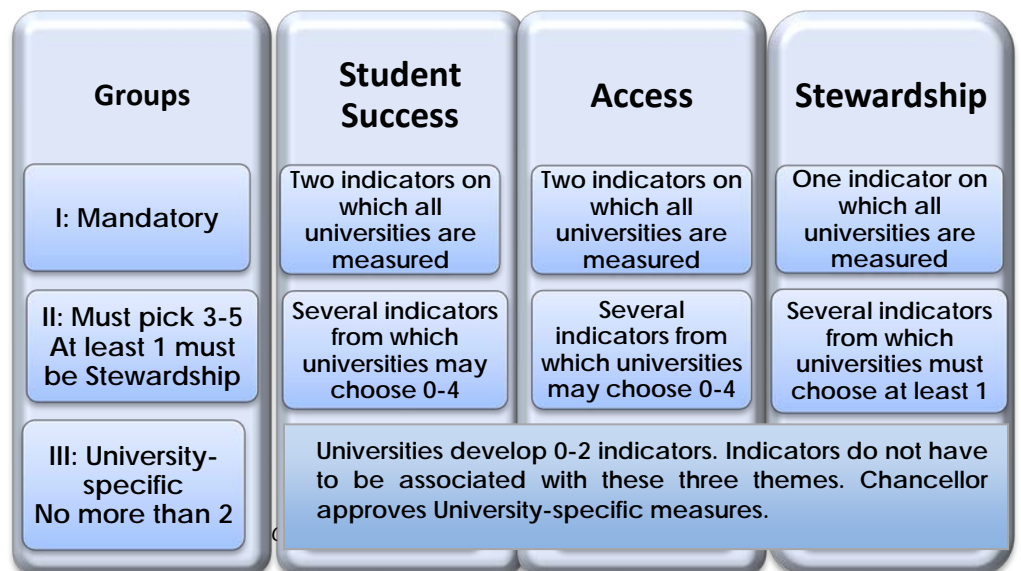 Groups
Student
Success
Access
Stewardship
I: Mandatory
Two indicators on
which all
universities are
measured
Two indicators on
which all
universities are
measured
One indicator on
which all
universities are
measured
II: Must pick 3-5
At least 1 must
be Stewardship
Several indicators
from which
universities may
choose 0-4
Several
indicators from
which universities
may choose 0-4
Several indicators
from which
universities must
choose at least 1
III: University-
specific
No more than 2
Universities develop 0-2 indicators. Indicators do not have
to be associated with these three themes. Chancellor
approves University-specific measures.